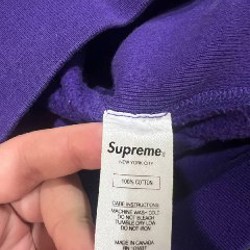 Supreme
NEW YORK CITY
100% COTTON
CARE INSTRUCTIONS:
MACHINE WASH COLD
DO NOT BLEACH
TUMBLE DRY LOW
DO NOT IRON
MADE IN CANADA